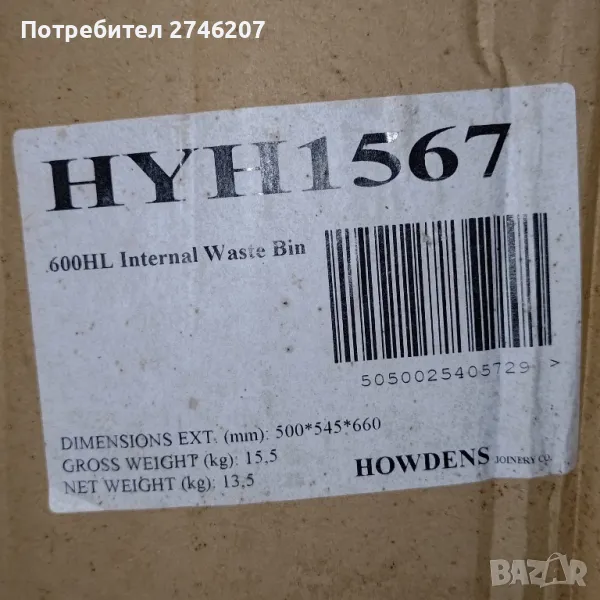 Потребител 2746207
HYH1567
600HL Internal Waste Bin
5050025405729 >
DIMENSIONS EXT. (mm): 500*545*660
GROSS WEIGHT (kg): 15,5
NET WEIGHT (kg): 13,5
HOWDENS JOINERY CO.
BAZAR